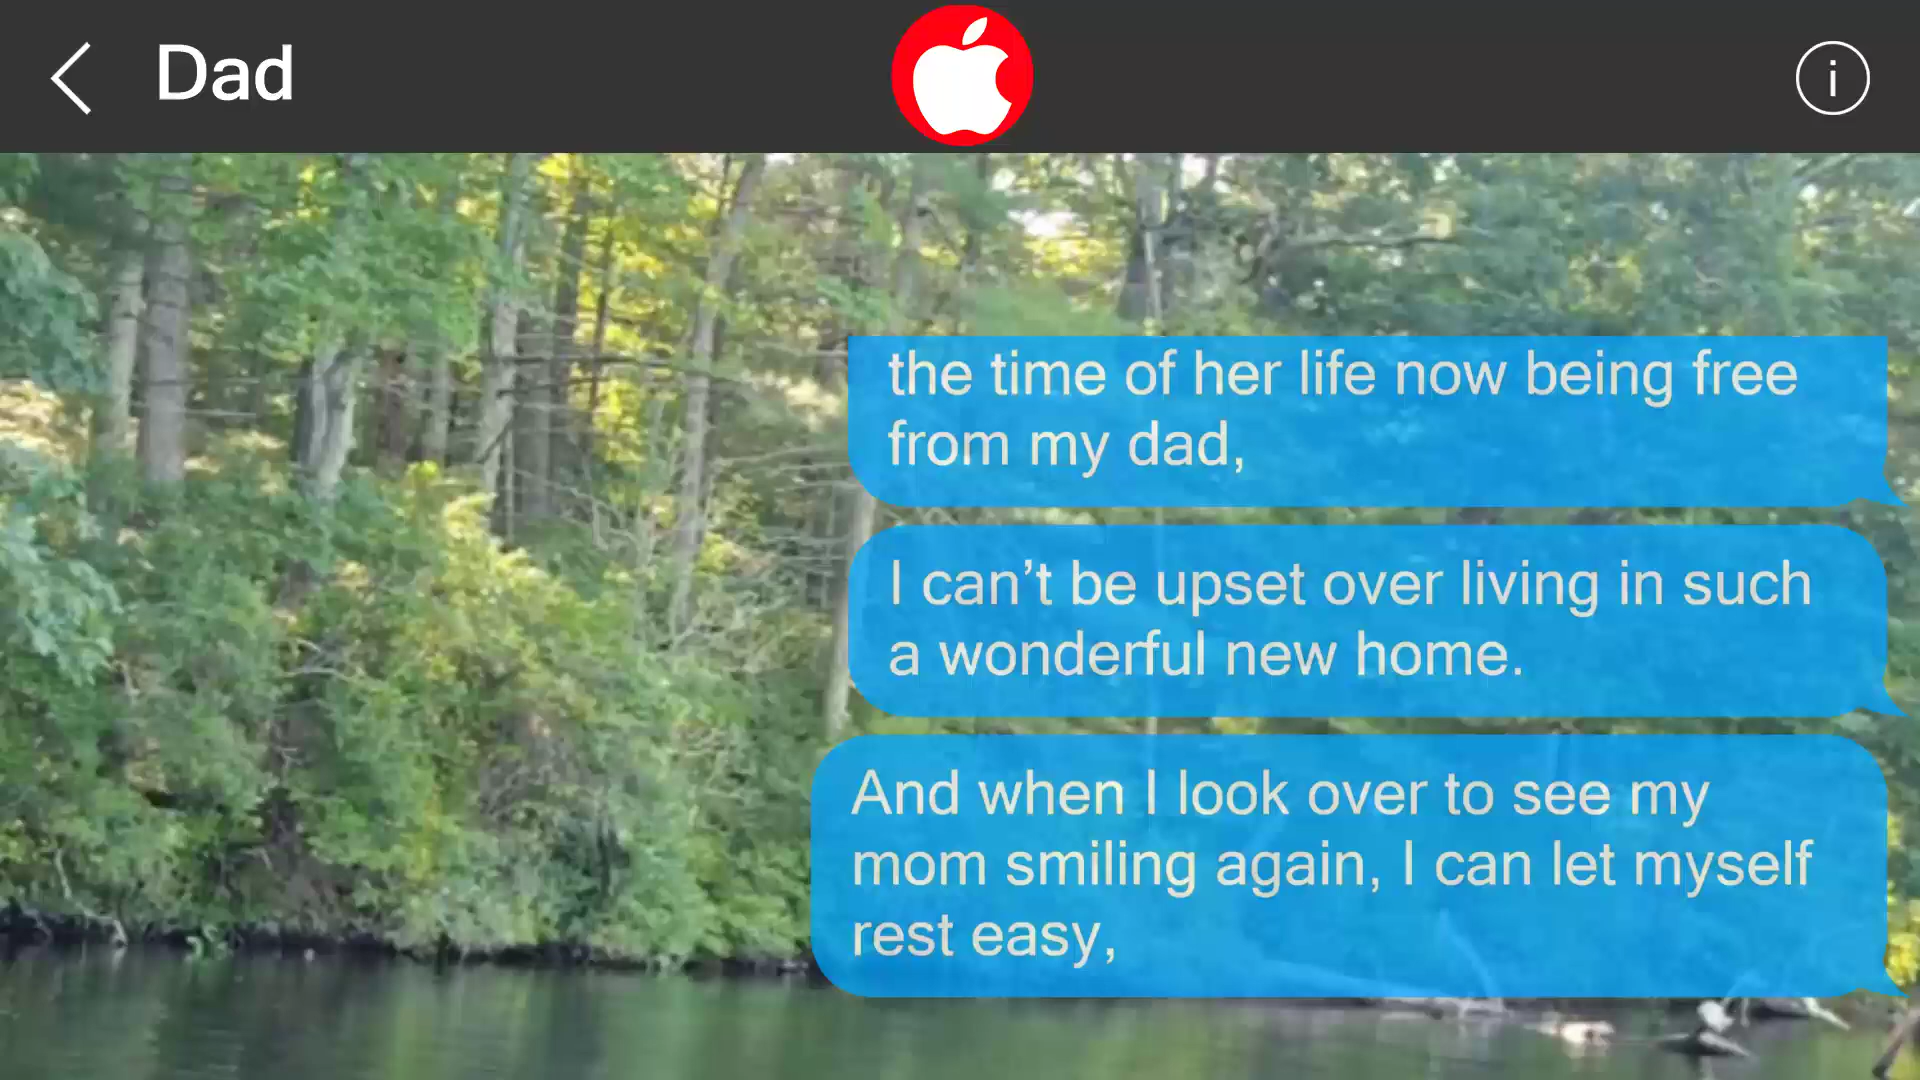 Dad
i
the time of her life now being free
from my dad,
I can’t be upset over living in such
a wonderful new home.
And when I look over to see my
mom smiling again, I can let myself
rest easy,